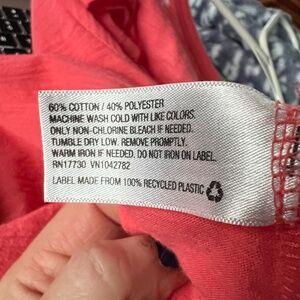 60% COTTON / 40% POLYESTER
MACHINE WASH COLD WITH LIKE COLORS.
ONLY NON-CHLORINE BLEACH IF NEEDED.
TUMBLE DRY LOW. REMOVE PROMPTLY.
WARM IRON IF NEEDED. DO NOT IRON ON LABEL.
RN17730 VN1042782
LABEL MADE FROM 100% RECYCLED PLASTIC